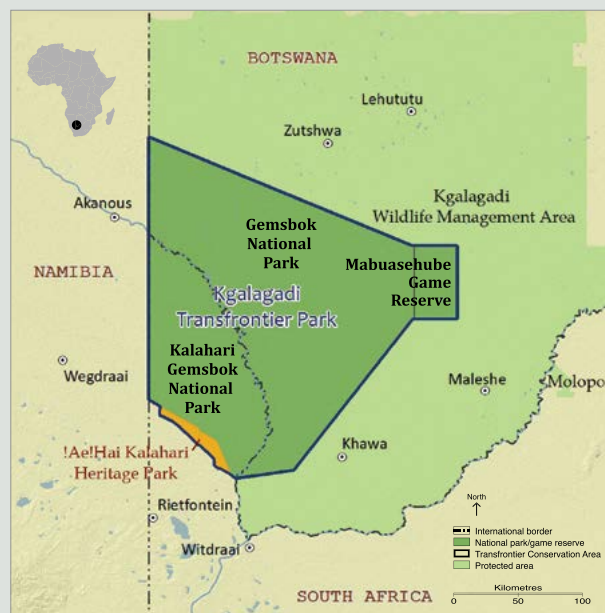 BOTSWANA
Lehututu
Zutshwa
Kgalagadi
Wildlife Management Area
Akanous
Gemsbok
National
Park
Mabuasehube
Game
Reserve
NAMIBIA
Kgalagadi
Transfrontier Park
Kalahari
Gemsbok
National
Park
Wegdraai
Maleshe
Molopo
!Ae!Hai Kalahari
Heritage Park
Khawa
Rietfontein
Witdraai
SOUTH AFRICA
North
International border
National park/game reserve
Transfrontier Conservation Area
Protected area
Kilometres
0 50 100